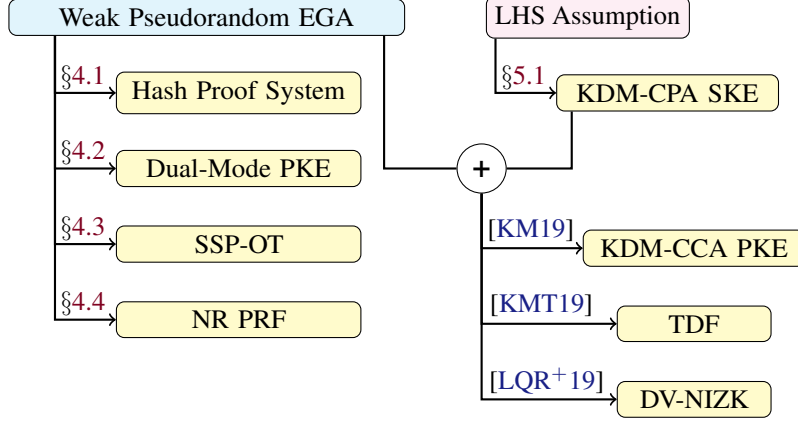 Weak Pseudorandom EGA
LHS Assumption
§4.1
Hash Proof System
§5.1
KDM-CPA SKE
§4.2
Dual-Mode PKE
+
§4.3
SSP-OT
[KM19]
KDM-CCA PKE
§4.4
NR PRF
[KMT19]
TDF
[LQR+19]
DV-NIZK